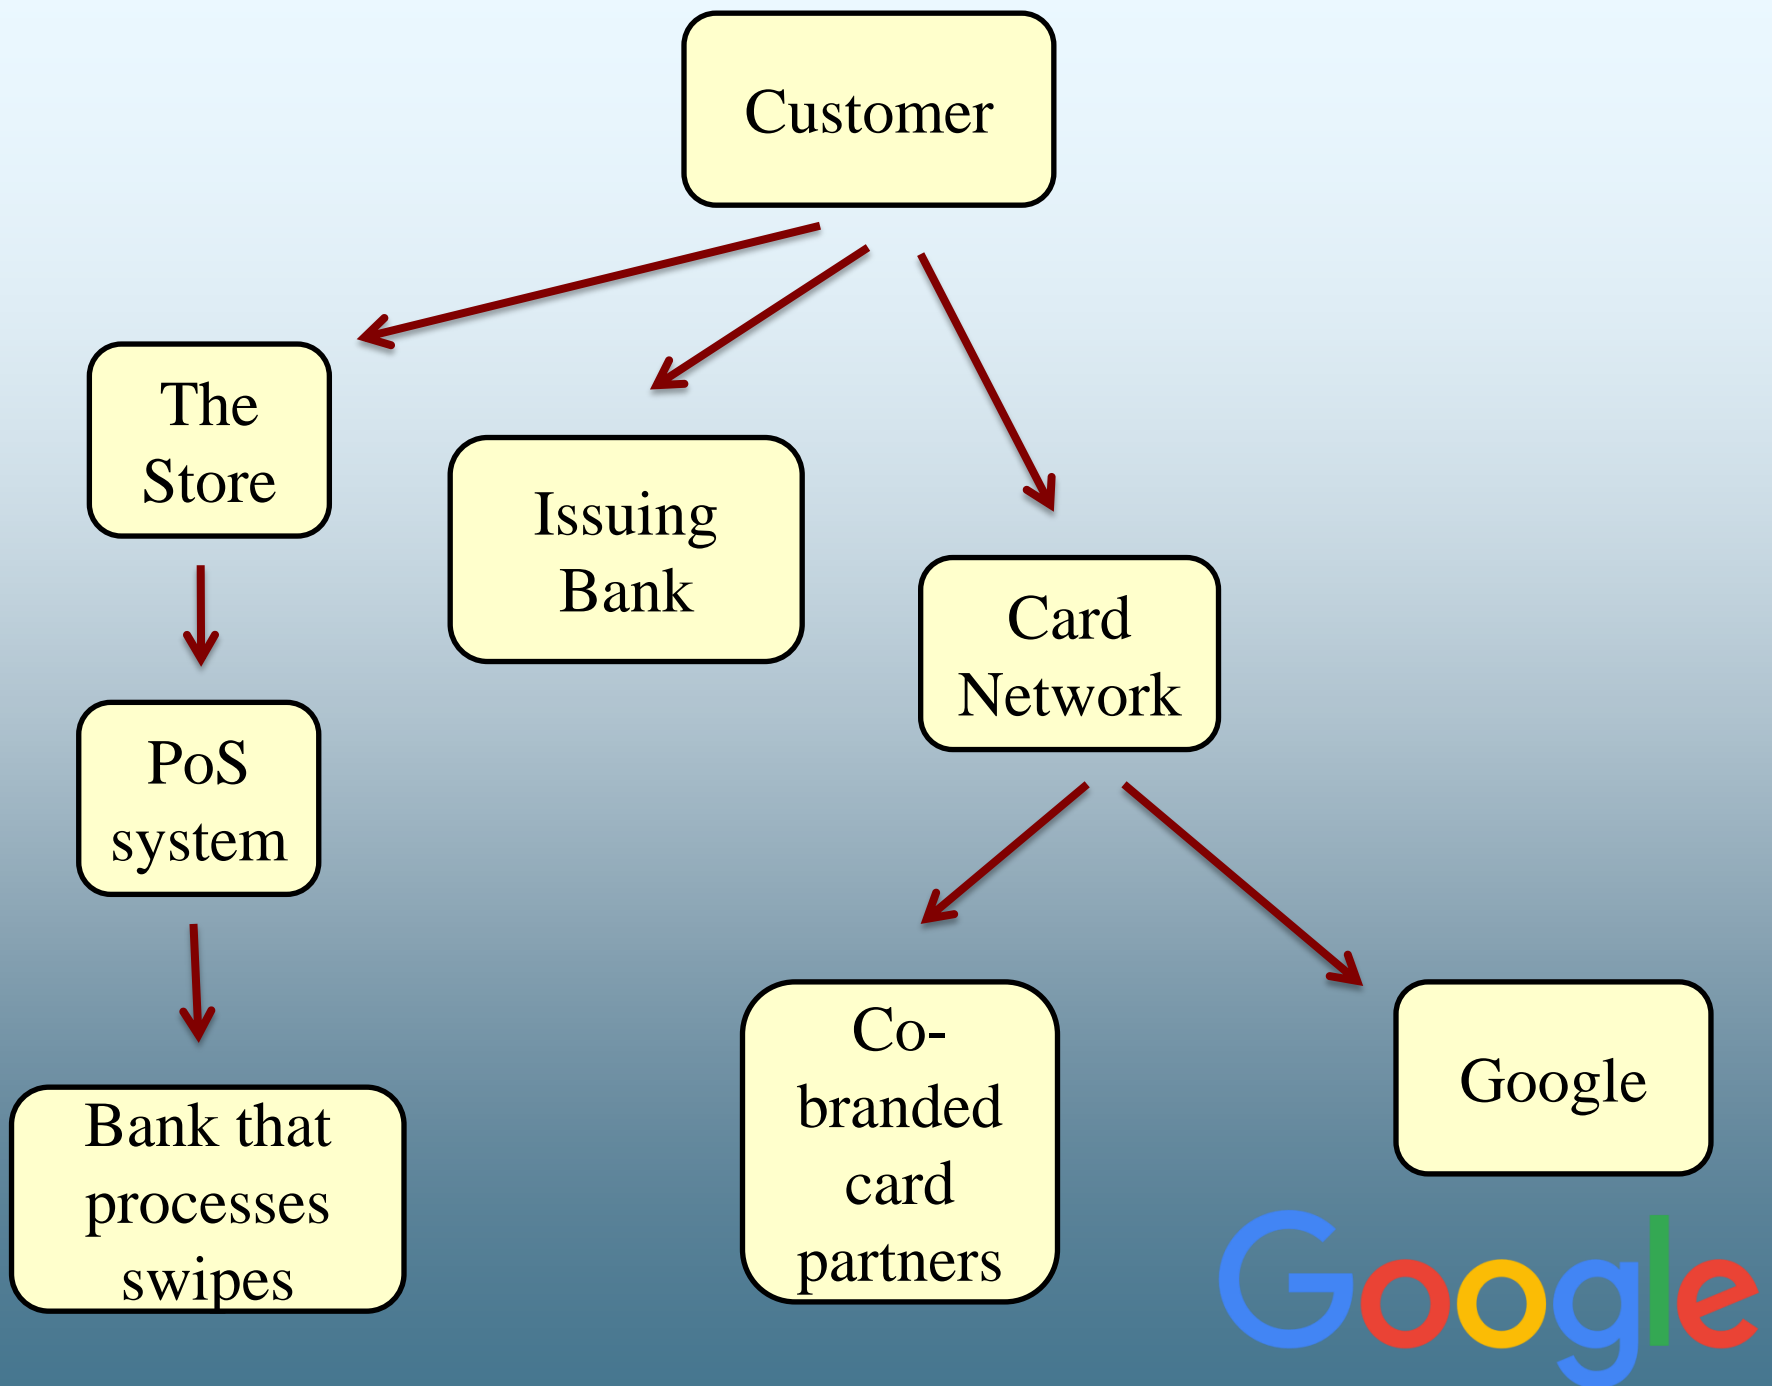 Customer
The
Store
Issuing
Bank
Card
Network
PoS
system
Co-
branded
card
partners
Google
Bank that
processes
swipes
Google